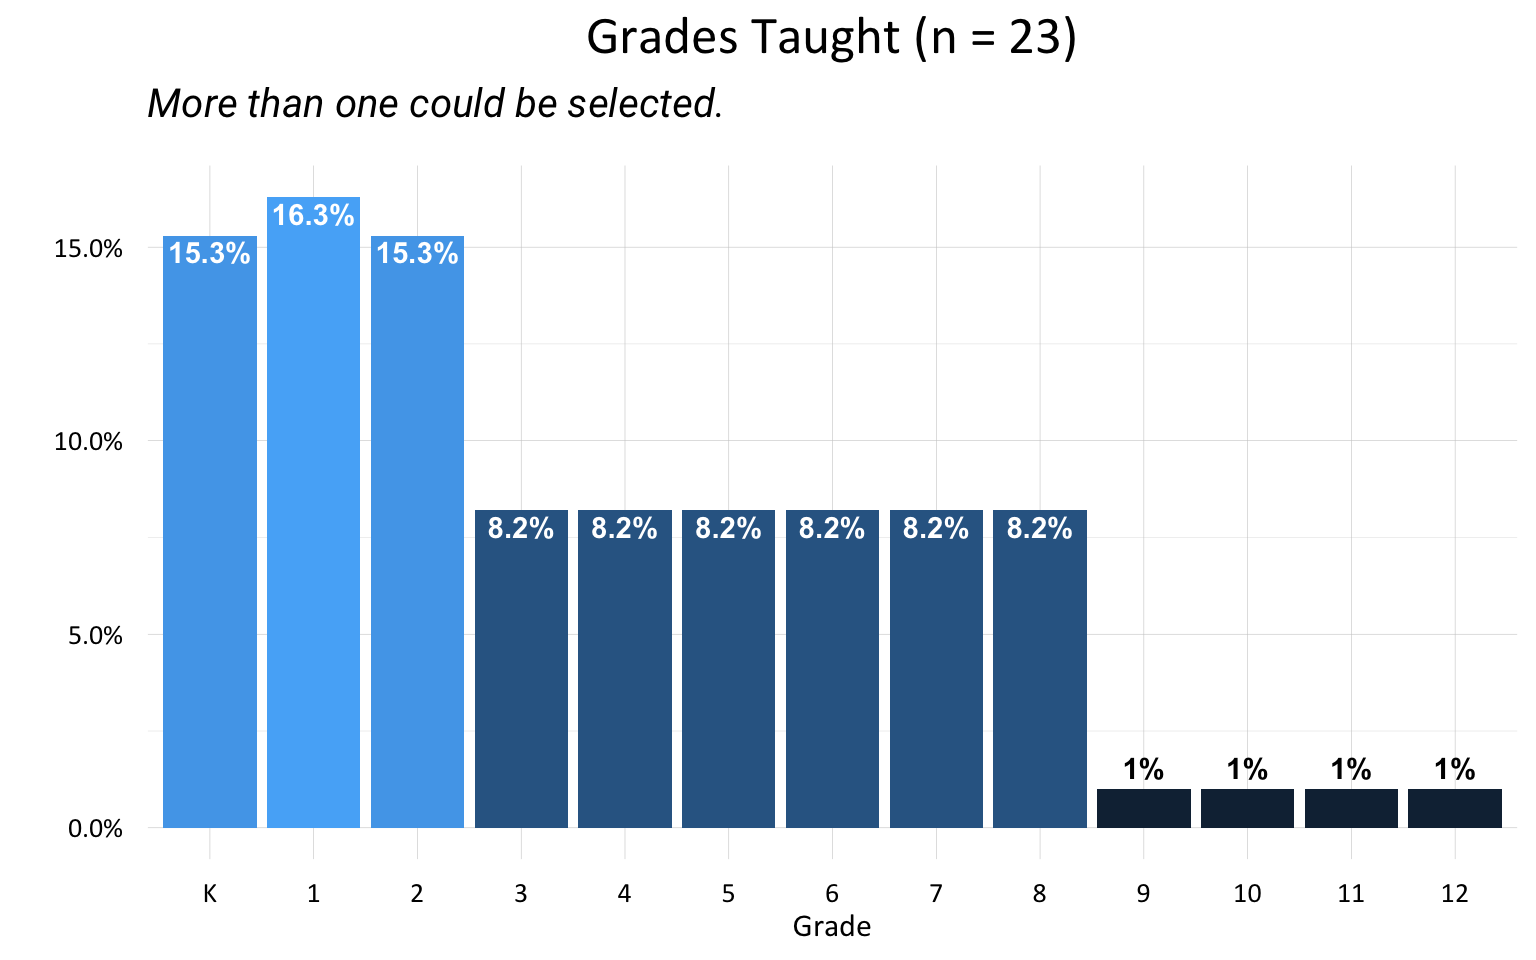 Grades Taught (n = 23)
More than one could be selected.
16.3%
15.3% 15.3%
15.0%
10.0%
8.2% 8.2% 8.2% 8.2% 8.2% 8.2%
5.0%
1% 1% 1% 1%
0.0%
K 1 2 3 4 5 6 7 8 9 10 11 12
Grade